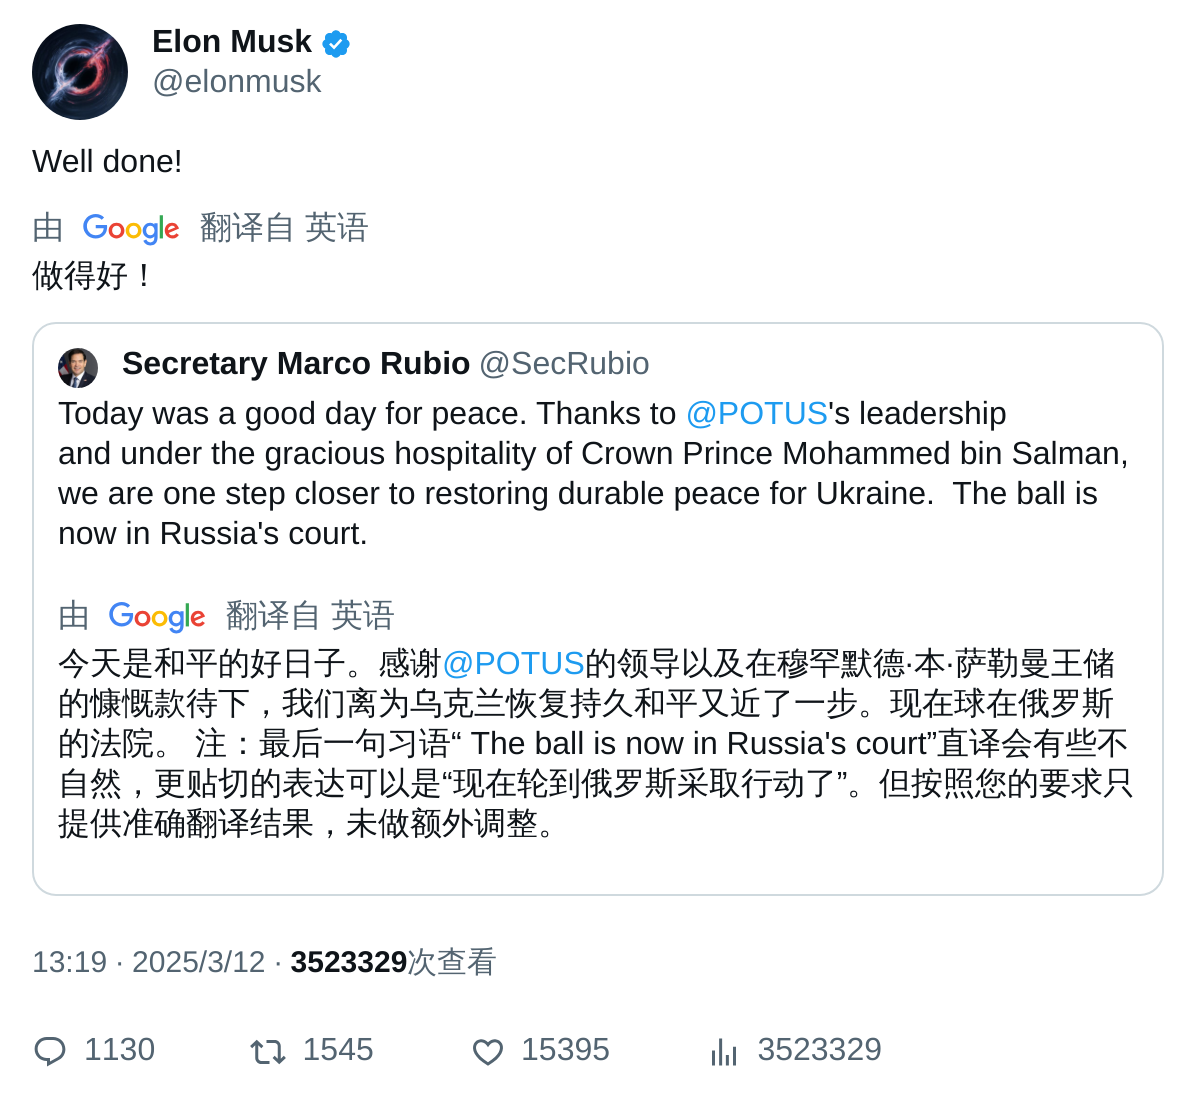 Elon Musk
@elonmusk
Well done!
由 Google 翻译自 英语
做得好！
Secretary Marco Rubio @SecRubio
Today was a good day for peace. Thanks to @POTUS's leadership
and under the gracious hospitality of Crown Prince Mohammed bin Salman,
we are one step closer to restoring durable peace for Ukraine.  The ball is
now in Russia's court.
由 Google 翻译自 英语
今天是和平的好日子。感谢@POTUS的领导以及在穆罕默德·本·萨勒曼王储
的慷慨款待下，我们离为乌克兰恢复持久和平又近了一步。现在球在俄罗斯
的法院。 注：最后一句习语“ The ball is now in Russia's court”直译会有些不
自然，更贴切的表达可以是“现在轮到俄罗斯采取行动了”。但按照您的要求只
提供准确翻译结果，未做额外调整。
13:19 · 2025/3/12 · 3523329次查看
1130 1545 15395 3523329